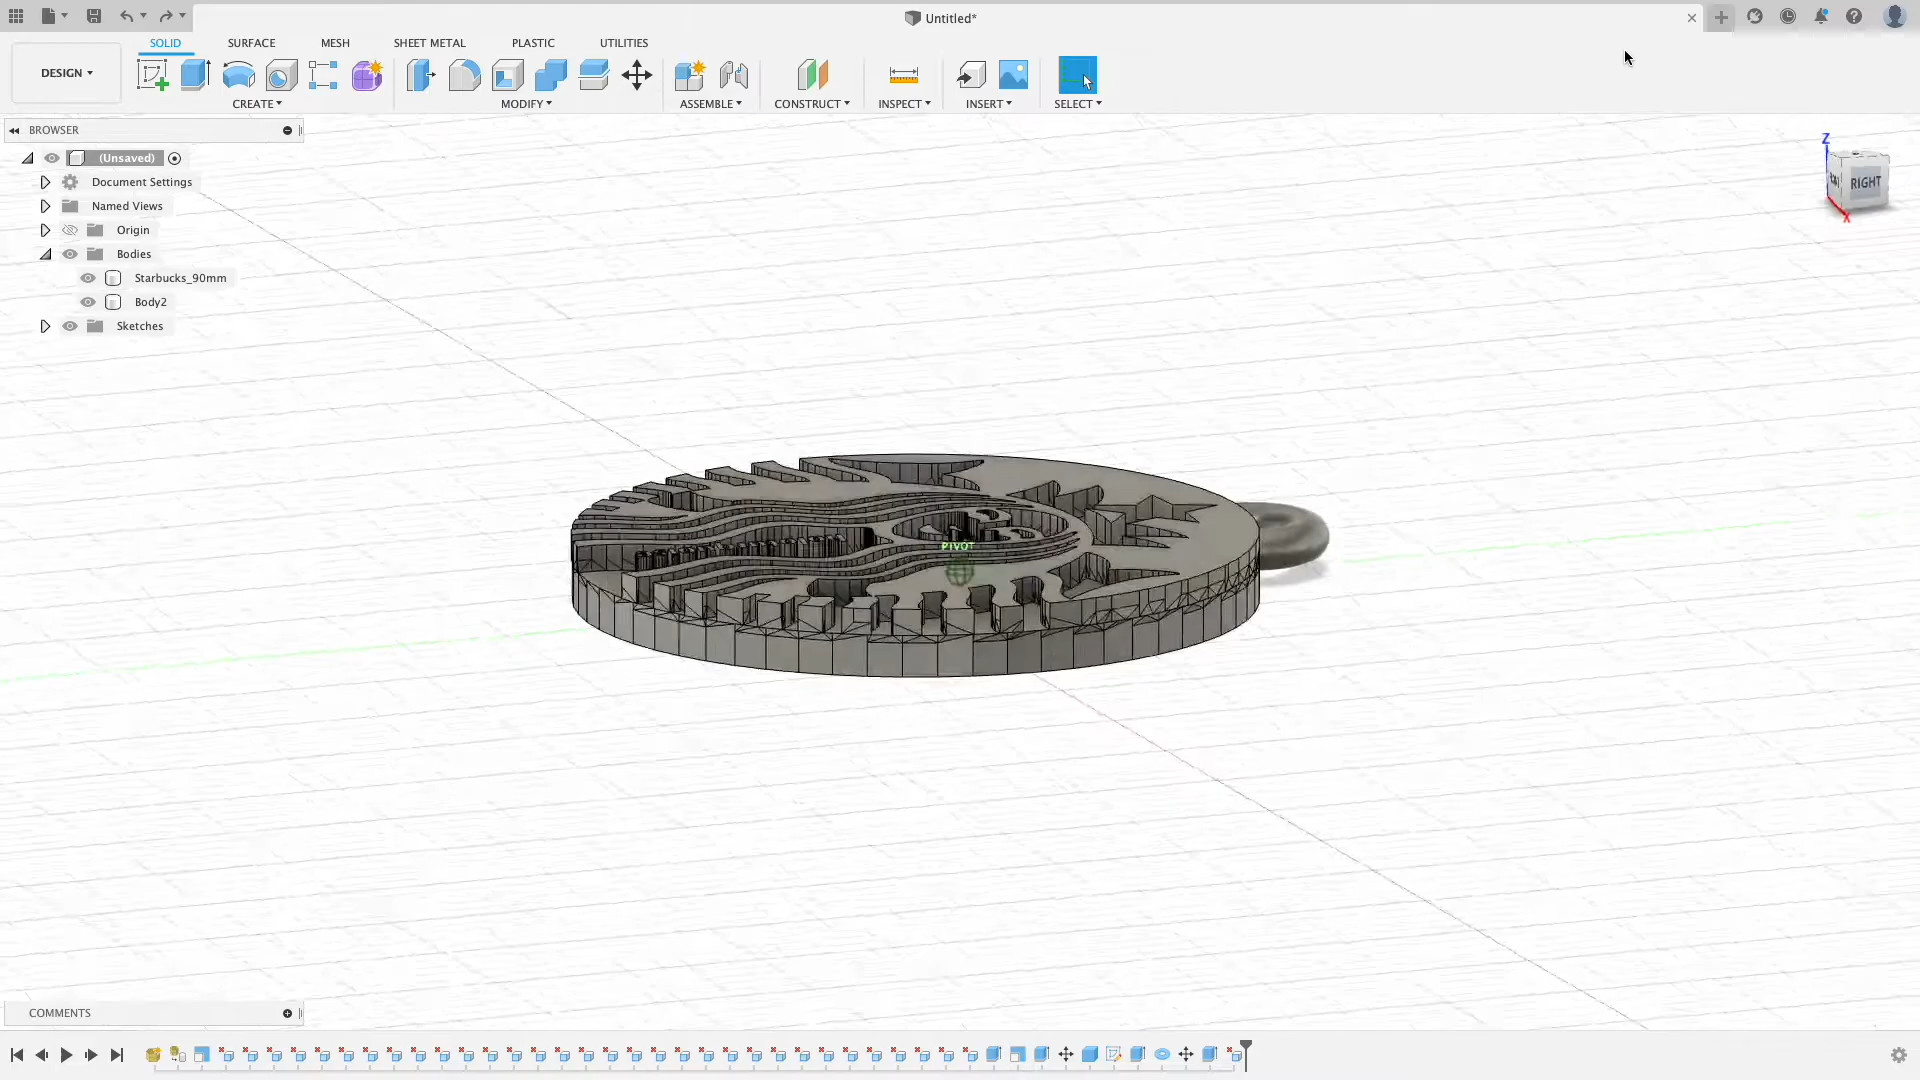 Untitled*
SOLID SURFACE MESH SHEET METAL PLASTIC UTILITIES
DESIGN
CREATE MODIFY ASSEMBLE CONSTRUCT INSPECT INSERT SELECT
BROWSER
(Unsaved)
Document Settings
Named Views
Origin
Bodies
Starbucks_90mm
Body2
Sketches
Z
RIGHT
X
PIVOT
COMMENTS